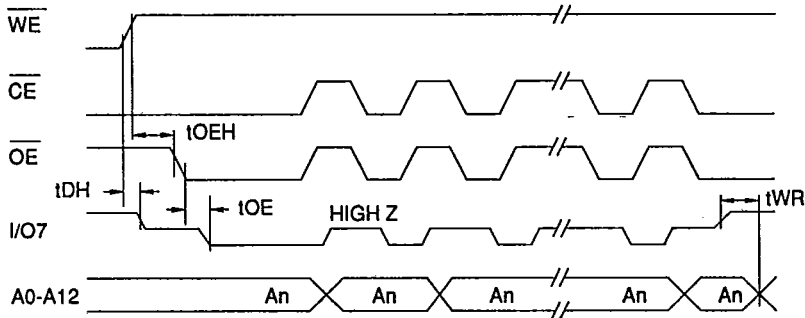 WE
CE
tOEH
OE
tDH
tOE
tWR
HIGH Z
I/O7
A0-A12 An An An An An